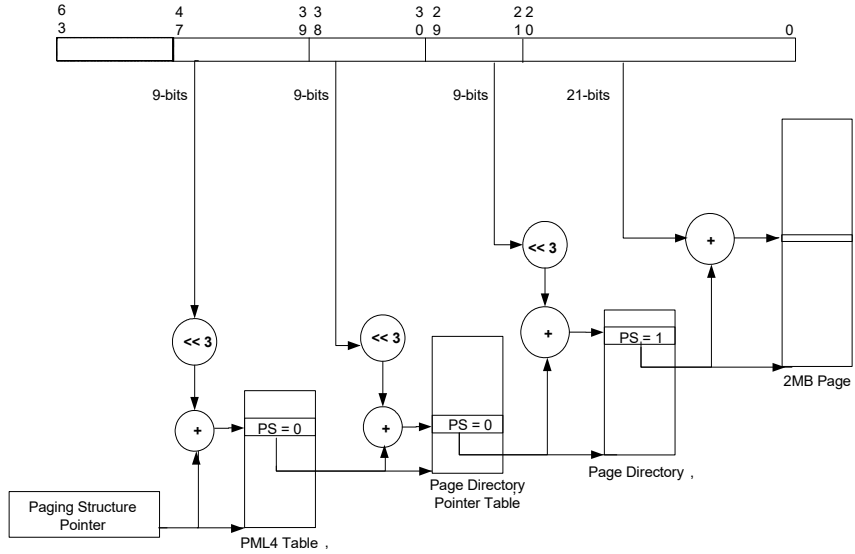 6 4 3 3 3 2 2 2
3 7 9 8 0 9 1 0 0
9-bits 9-bits 9-bits 21-bits
<< 3
+
<< 3 << 3
+
PS = 1
2MB Page
+ PS = 0
+ PS = 0
Page Directory ,
Page Directory,
Pointer Table
Paging Structure
Pointer
PML4 Table ,